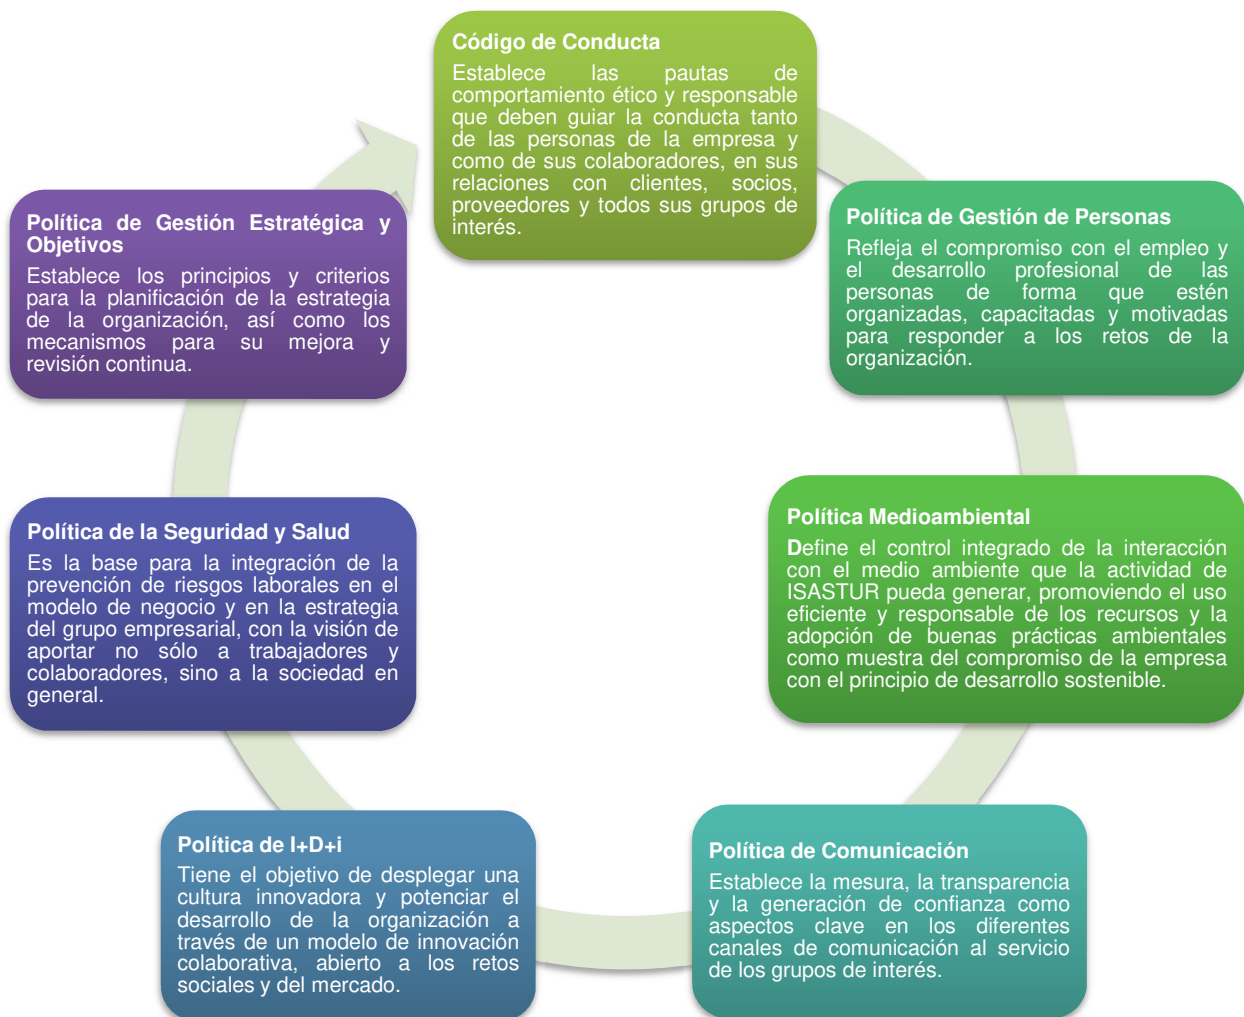 Código de Conducta
Establece las pautas de
comportamiento ético y responsable
que deben guiar la conducta tanto
de las personas de la empresa y
como de sus colaboradores, en sus
relaciones con clientes, socios,
proveedores y todos sus grupos de
interés.
Política de Gestión de Personas
Refleja el compromiso con el empleo y
el desarrollo profesional de las
personas de forma que estén
organizadas, capacitadas y motivadas
para responder a los retos de la
organización.
Política Medioambiental
Define el control integrado de la interacción
con el medio ambiente que la actividad de
ISASTUR pueda generar, promoviendo el uso
eficiente y responsable de los recursos y la
adopción de buenas prácticas ambientales
como muestra del compromiso de la empresa
con el principio de desarrollo sostenible.
Política de Comunicación
Establece la mesura, la transparencia
y la generación de confianza como
aspectos clave en los diferentes
canales de comunicación al servicio
de los grupos de interés.
Política de I+D+i
Tiene el objetivo de desplegar una
cultura innovadora y potenciar el
desarrollo de la organización a
través de un modelo de innovación
colaborativa, abierto a los retos
sociales y del mercado.
Política de la Seguridad y Salud
Es la base para la integración de la
prevención de riesgos laborales en el
modelo de negocio y en la estrategia
del grupo empresarial, con la visión de
aportar no sólo a trabajadores y
colaboradores, sino a la sociedad en
general.
Política de Gestión Estratégica y
Objetivos
Establece los principios y criterios
para la planificación de la estrategia
de la organización, así como los
mecanismos para su mejora y
revisión continua.